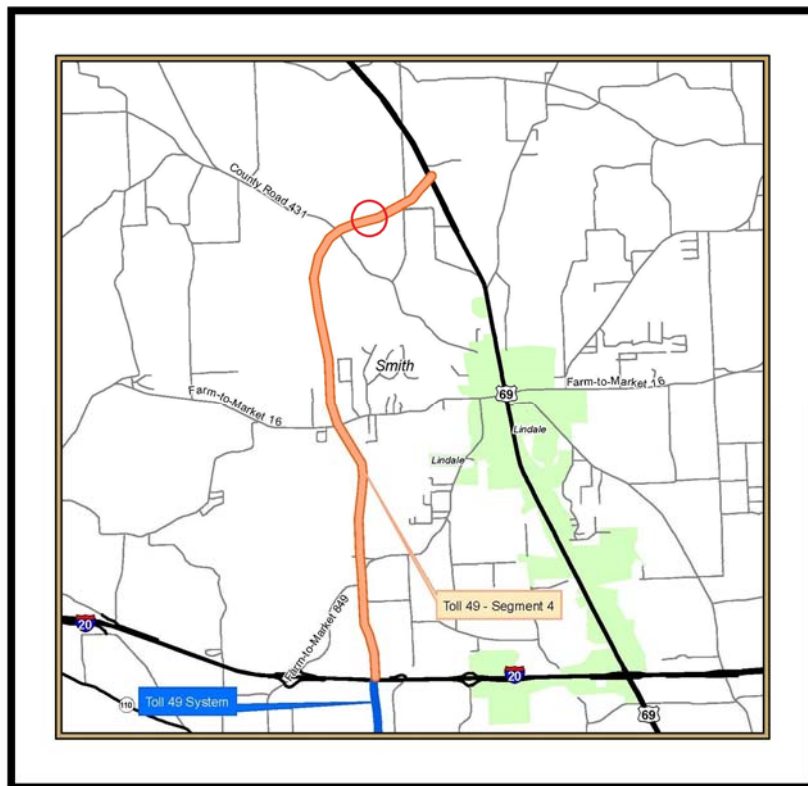 County Road 431
Smith
Farm-to-Market 16
69
Farm-to-Market 16
Lindale
Lindale
Toll 49 - Segment 4
Farm-to-Market 849
20
20
110
Toll 49 System
69